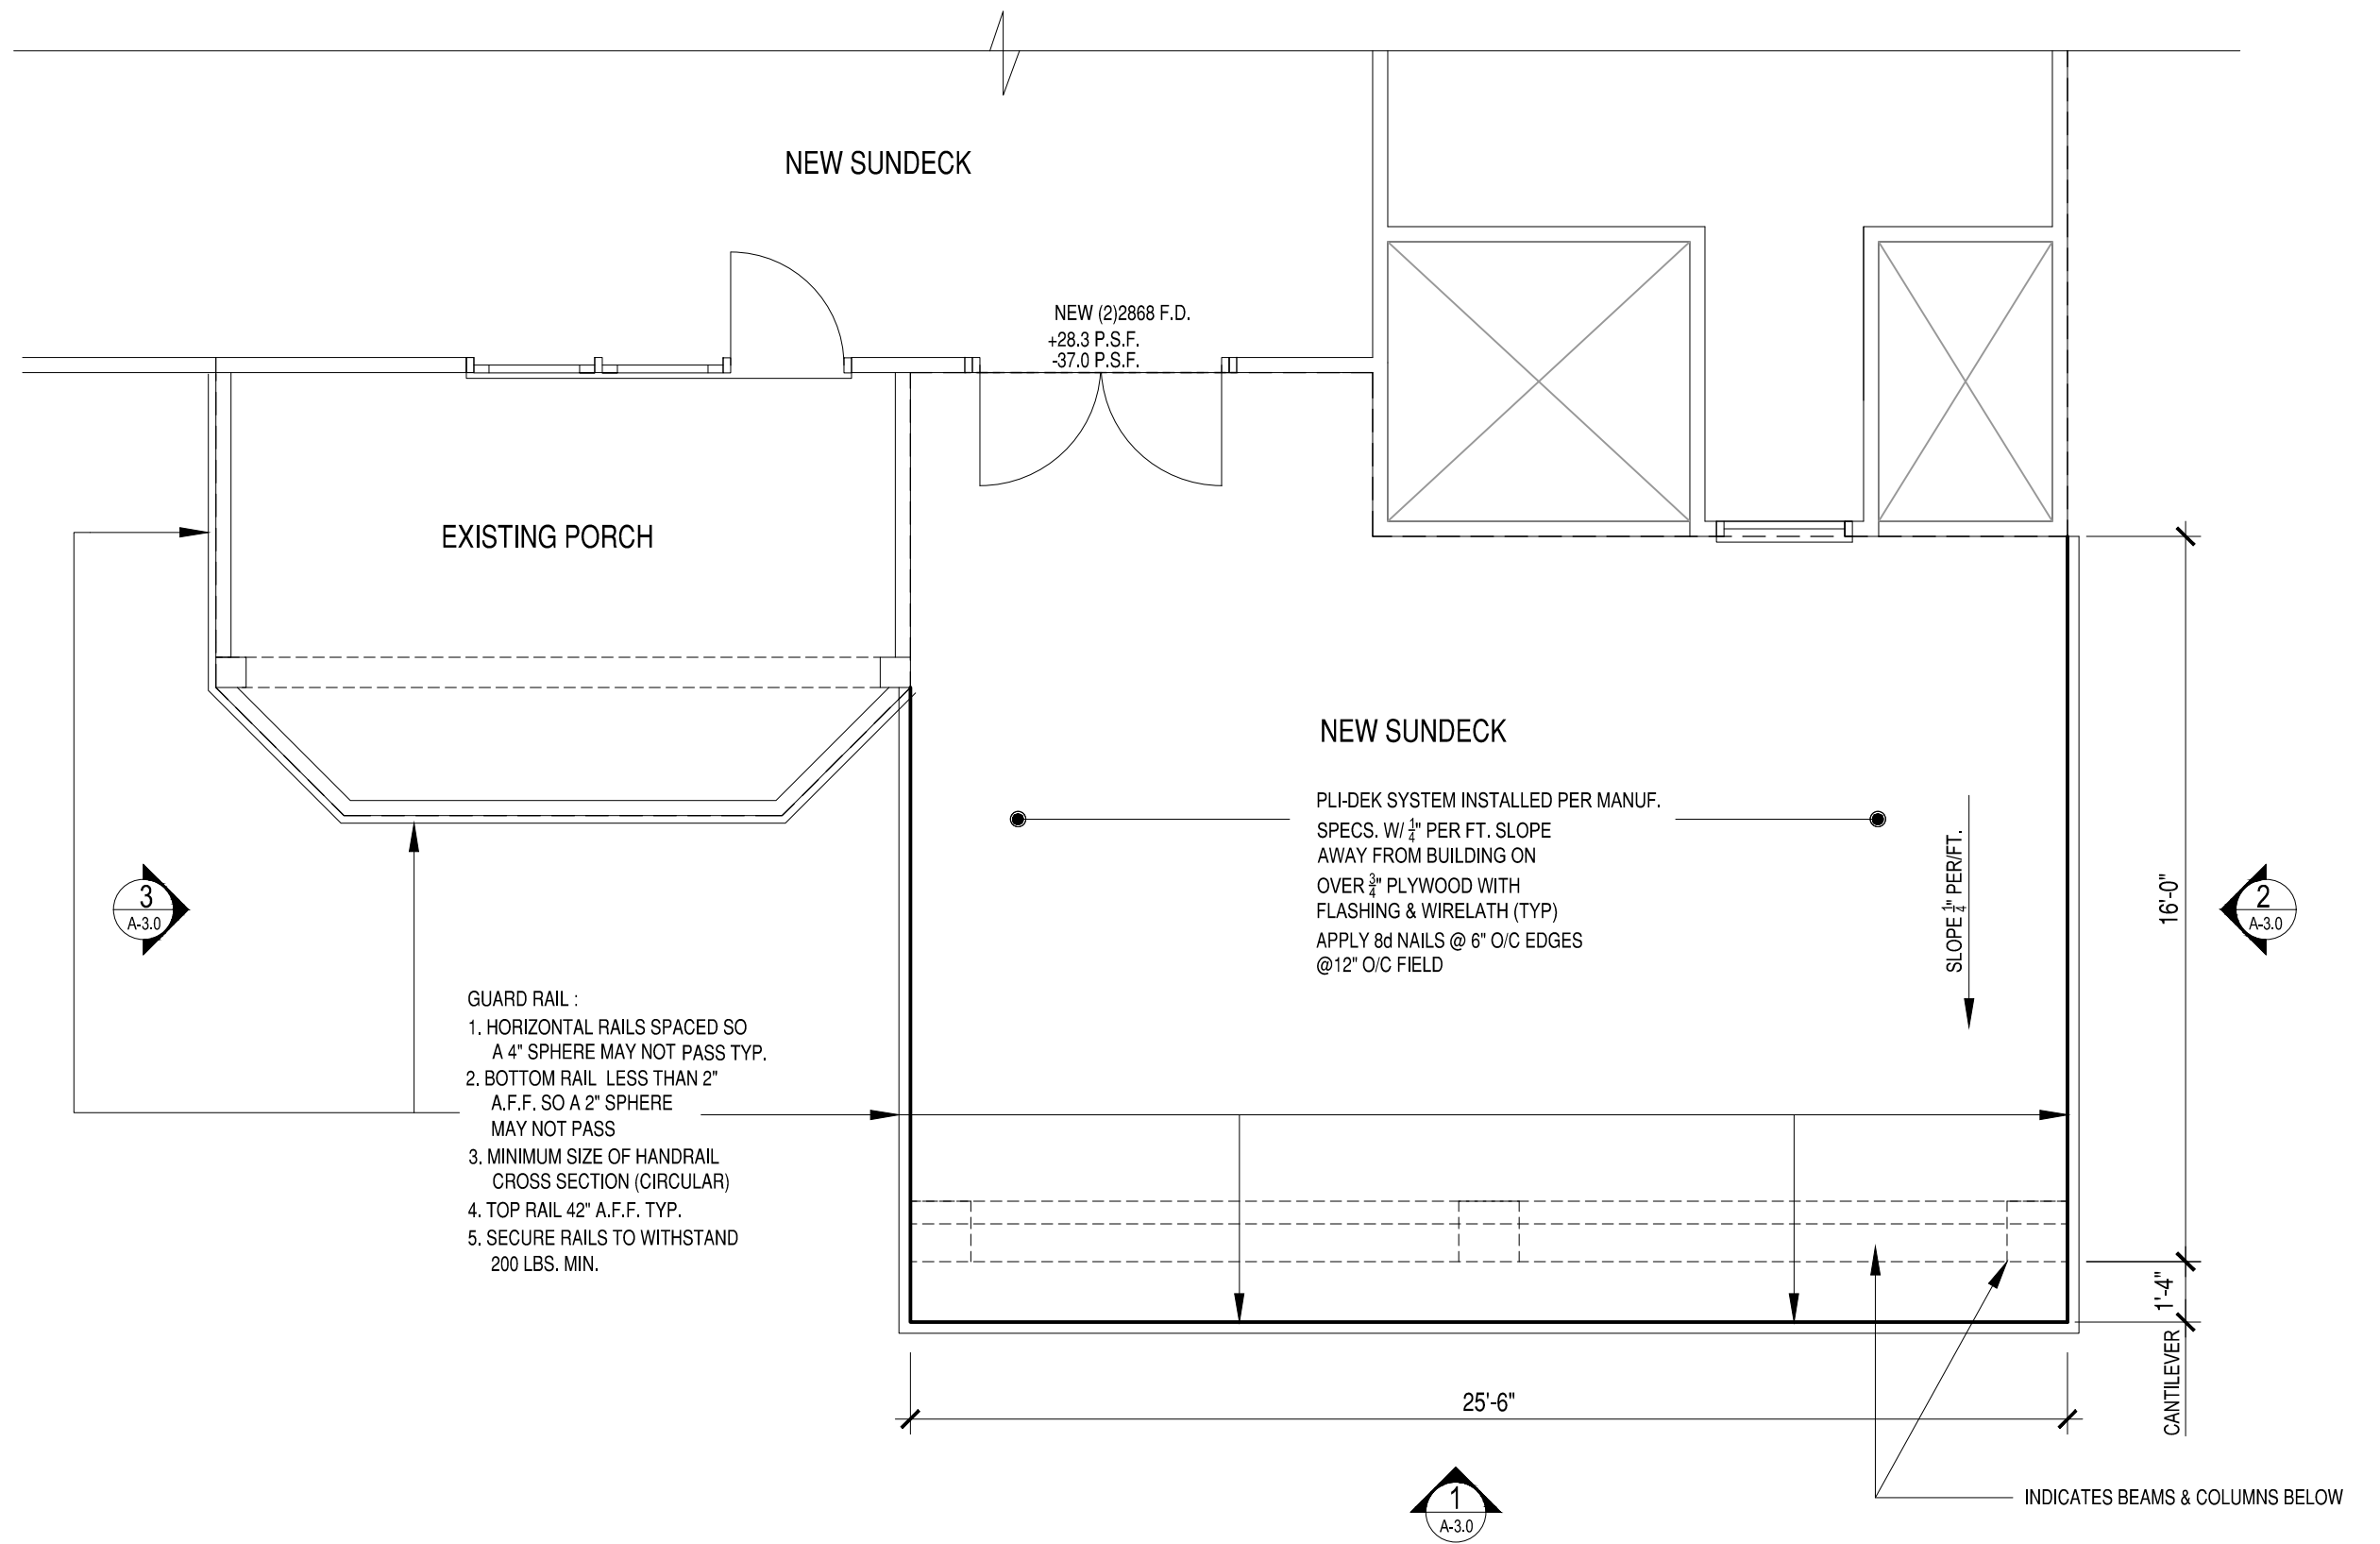 NEW SUNDECK
NEW (2)2868 F.D.
+28.3 P.S.F.
-37.0 P.S.F.
EXISTING PORCH
NEW SUNDECK
PLI-DEK SYSTEM INSTALLED PER MANUF.
SPECS. W/ 1/4" PER FT. SLOPE
AWAY FROM BUILDING ON
OVER 3/4" PLYWOOD WITH
FLASHING & WIRELATH (TYP)
APPLY 8d NAILS @ 6" O/C EDGES
@12" O/C FIELD
SLOPE 1/4" PER/FT.
16'-0"
3
A-3.0
2
A-3.0
GUARD RAIL :
1. HORIZONTAL RAILS SPACED SO
A 4" SPHERE MAY NOT PASS TYP.
2. BOTTOM RAIL LESS THAN 2"
A.F.F. SO A 2" SPHERE
MAY NOT PASS
3. MINIMUM SIZE OF HANDRAIL
CROSS SECTION (CIRCULAR)
4. TOP RAIL 42" A.F.F. TYP.
5. SECURE RAILS TO WITHSTAND
200 LBS. MIN.
1'-4"
CANTILEVER
25'-6"
1
A-3.0
INDICATES BEAMS & COLUMNS BELOW